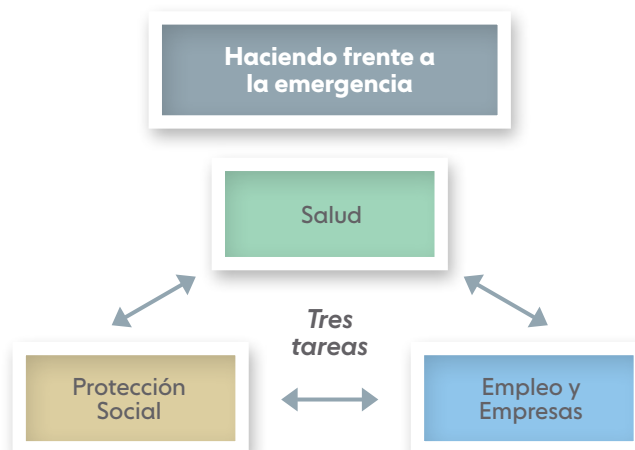 Haciendo frente a
la emergencia
Salud
Tres
tareas
Protección
Social
Empleo y
Empresas